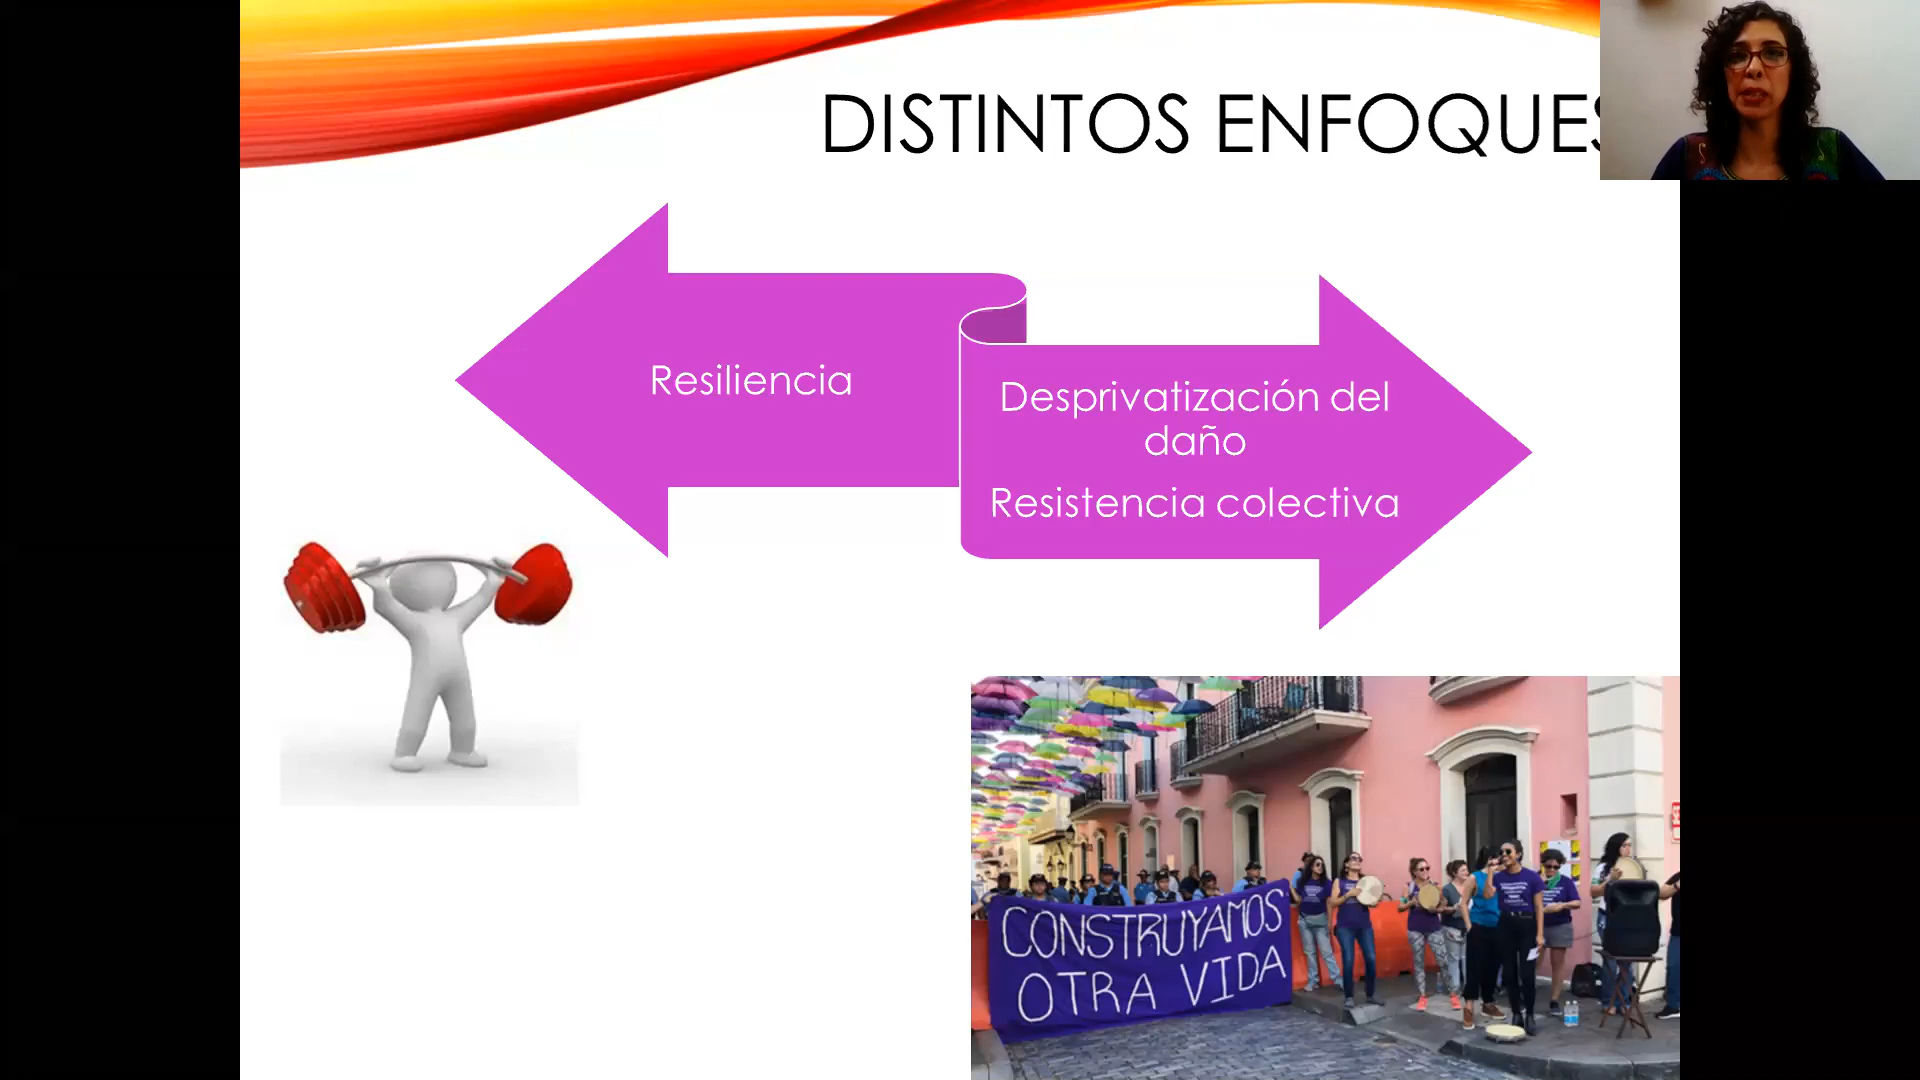 DISTINTOS ENFOQUES
Resiliencia
Desprivatización del
daño
Resistencia colectiva
CONSTRUYAMOS
OTRA VIDA